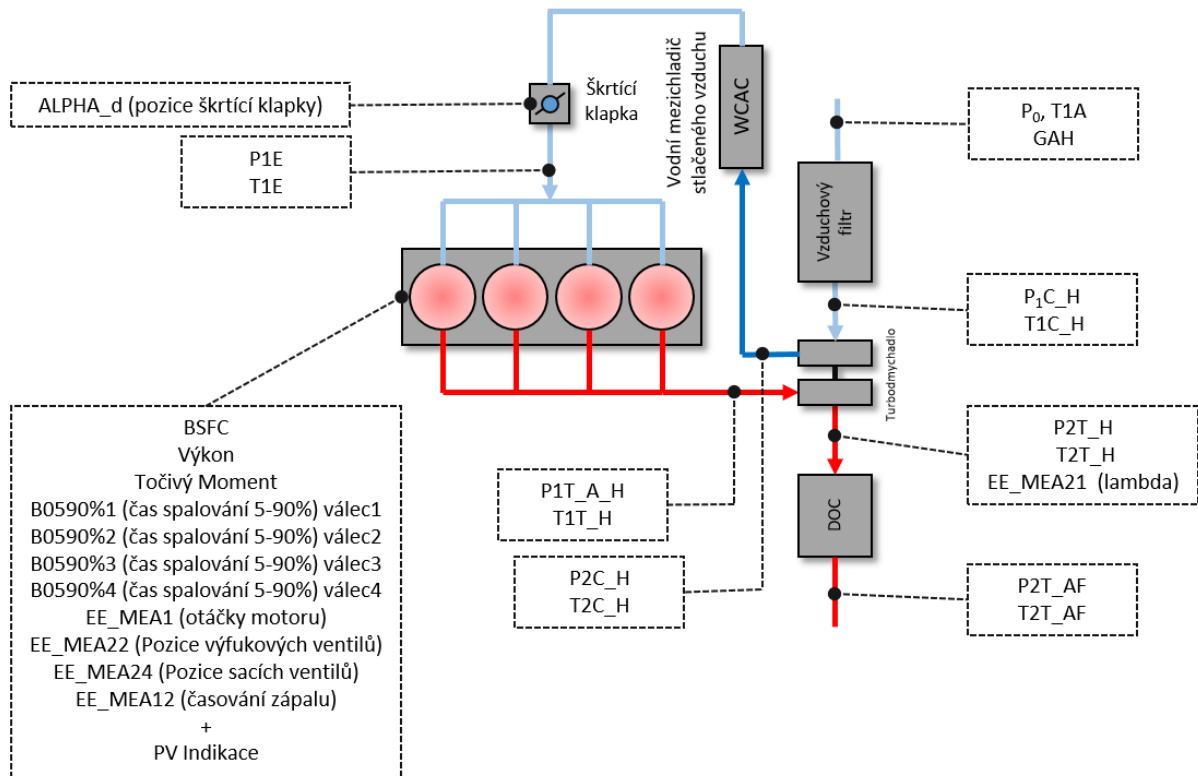 ALPHA_d (pozice škrtící klapky)
Škrtící
klapka
P1E
T1E
Vodní mezichladič
stlačeného vzduchu
WCAC
P₀, T1A
GAH
Vzduchový
filtr
P₁C_H
T1C_H
Turbodmychadlo
P2T_H
T2T_H
EE_MEA21 (lambda)
P1T_A_H
T1T_H
DOC
P2C_H
T2C_H
P2T_AF
T2T_AF
BSFC
Výkon
Točivý Moment
B0590%1 (čas spalování 5-90%) válec1
B0590%2 (čas spalování 5-90%) válec2
B0590%3 (čas spalování 5-90%) válec3
B0590%4 (čas spalování 5-90%) válec4
EE_MEA1 (otáčky motoru)
EE_MEA22 (Pozice výfukových ventilů)
EE_MEA24 (Pozice sacích ventilů)
EE_MEA12 (časování zápalu)
+
PV Indikace